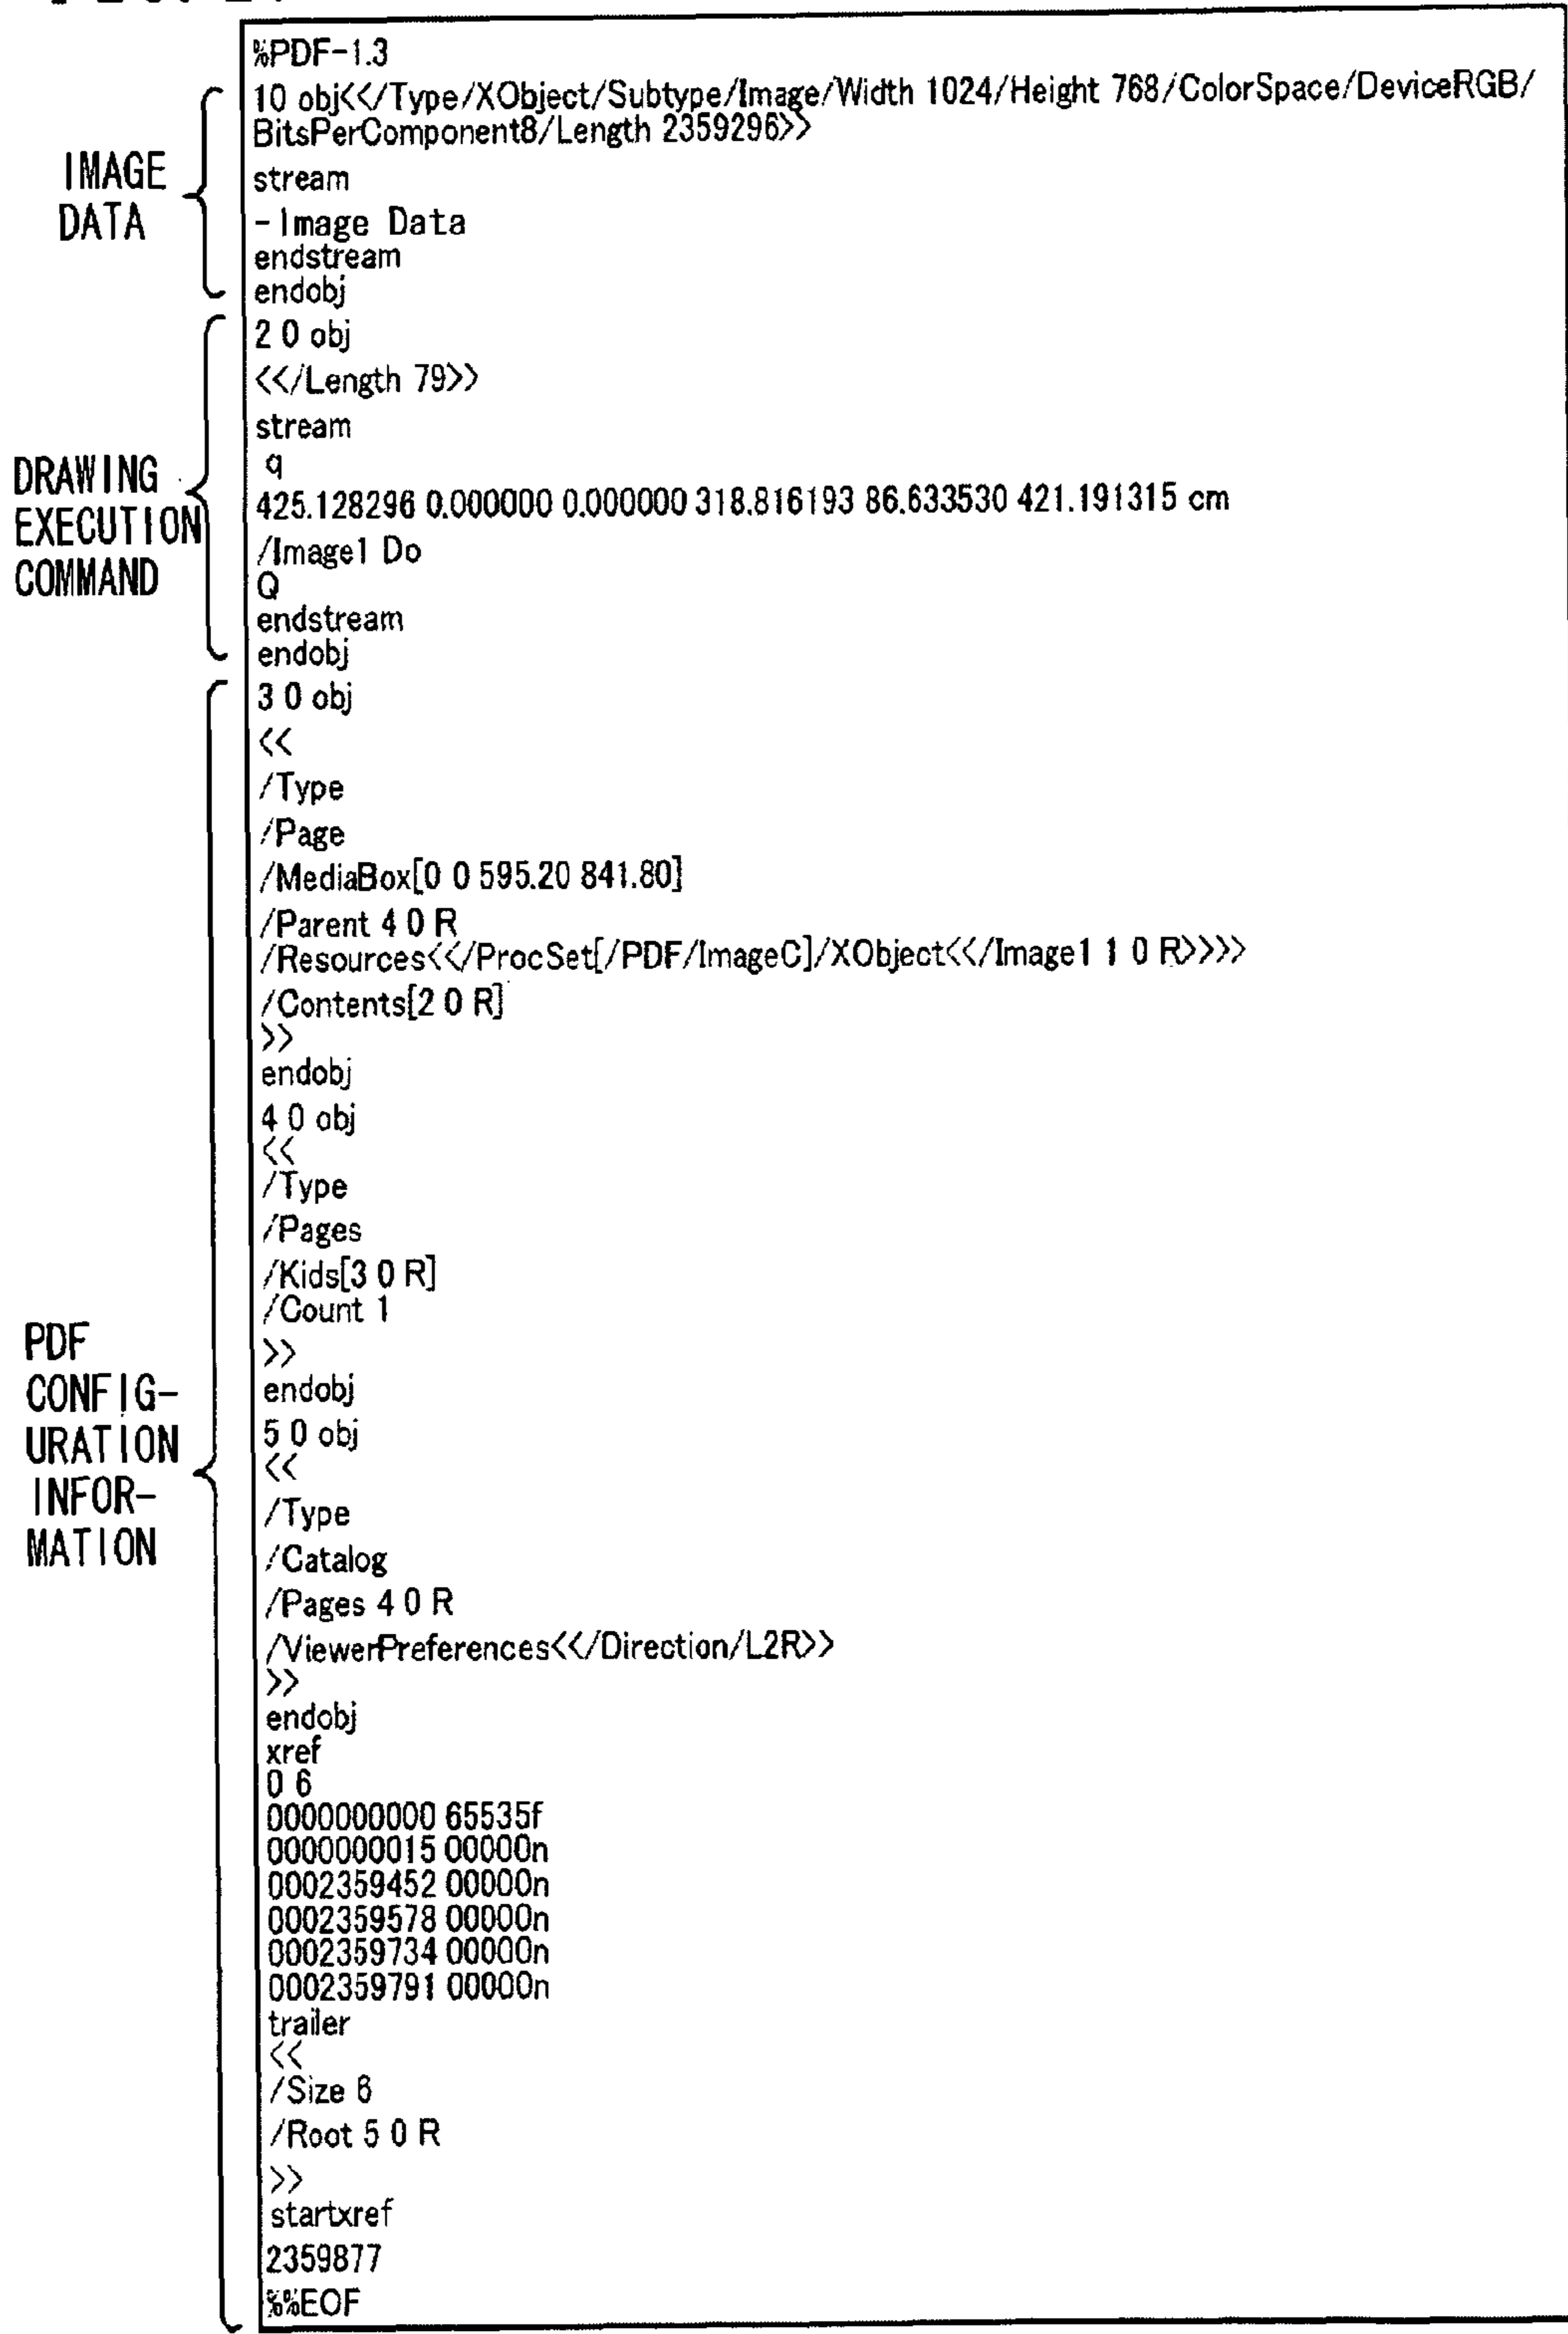 %PDF-1.3
10 obj<</Type/XObject/Subtype/Image/Width 1024/Height 768/ColorSpace/DeviceRGB/
BitsPerComponent8/Length 2359296>>
stream
-Image Data
endstream
endobj
IMAGE
DATA
2 0 obj
<</Length 79>>
stream
q
425.128296 0.000000 0.000000 318.816193 86.633530 421.191315 cm
/Image1 Do
Q
endstream
endobj
DRAWING
EXECUTION
COMMAND
3 0 obj
<<
/Type
/Page
/MediaBox[0 0 595.20 841.80]
/Parent 4 0 R
/Resources<</ProcSet[/PDF/ImageC]/XObject<</Image1 1 0 R>>>>
/Contents[2 0 R]
>>
endobj
4 0 obj
<<
/Type
/Pages
/Kids[3 0 R]
/Count 1
>>
endobj
5 0 obj
<<
/Type
/Catalog
/Pages 4 0 R
/ViewerPreferences<</Direction/L2R>>
>>
endobj
xref
0 6
0000000000 65535f
0000000015 00000n
0002359452 00000n
0002359578 00000n
0002359734 00000n
0002359791 00000n
trailer
<<
/Size 6
/Root 5 0 R
>>
startxref
2359877
%%EOF
PDF
CONFIG-
URATION
INFOR-
MATION